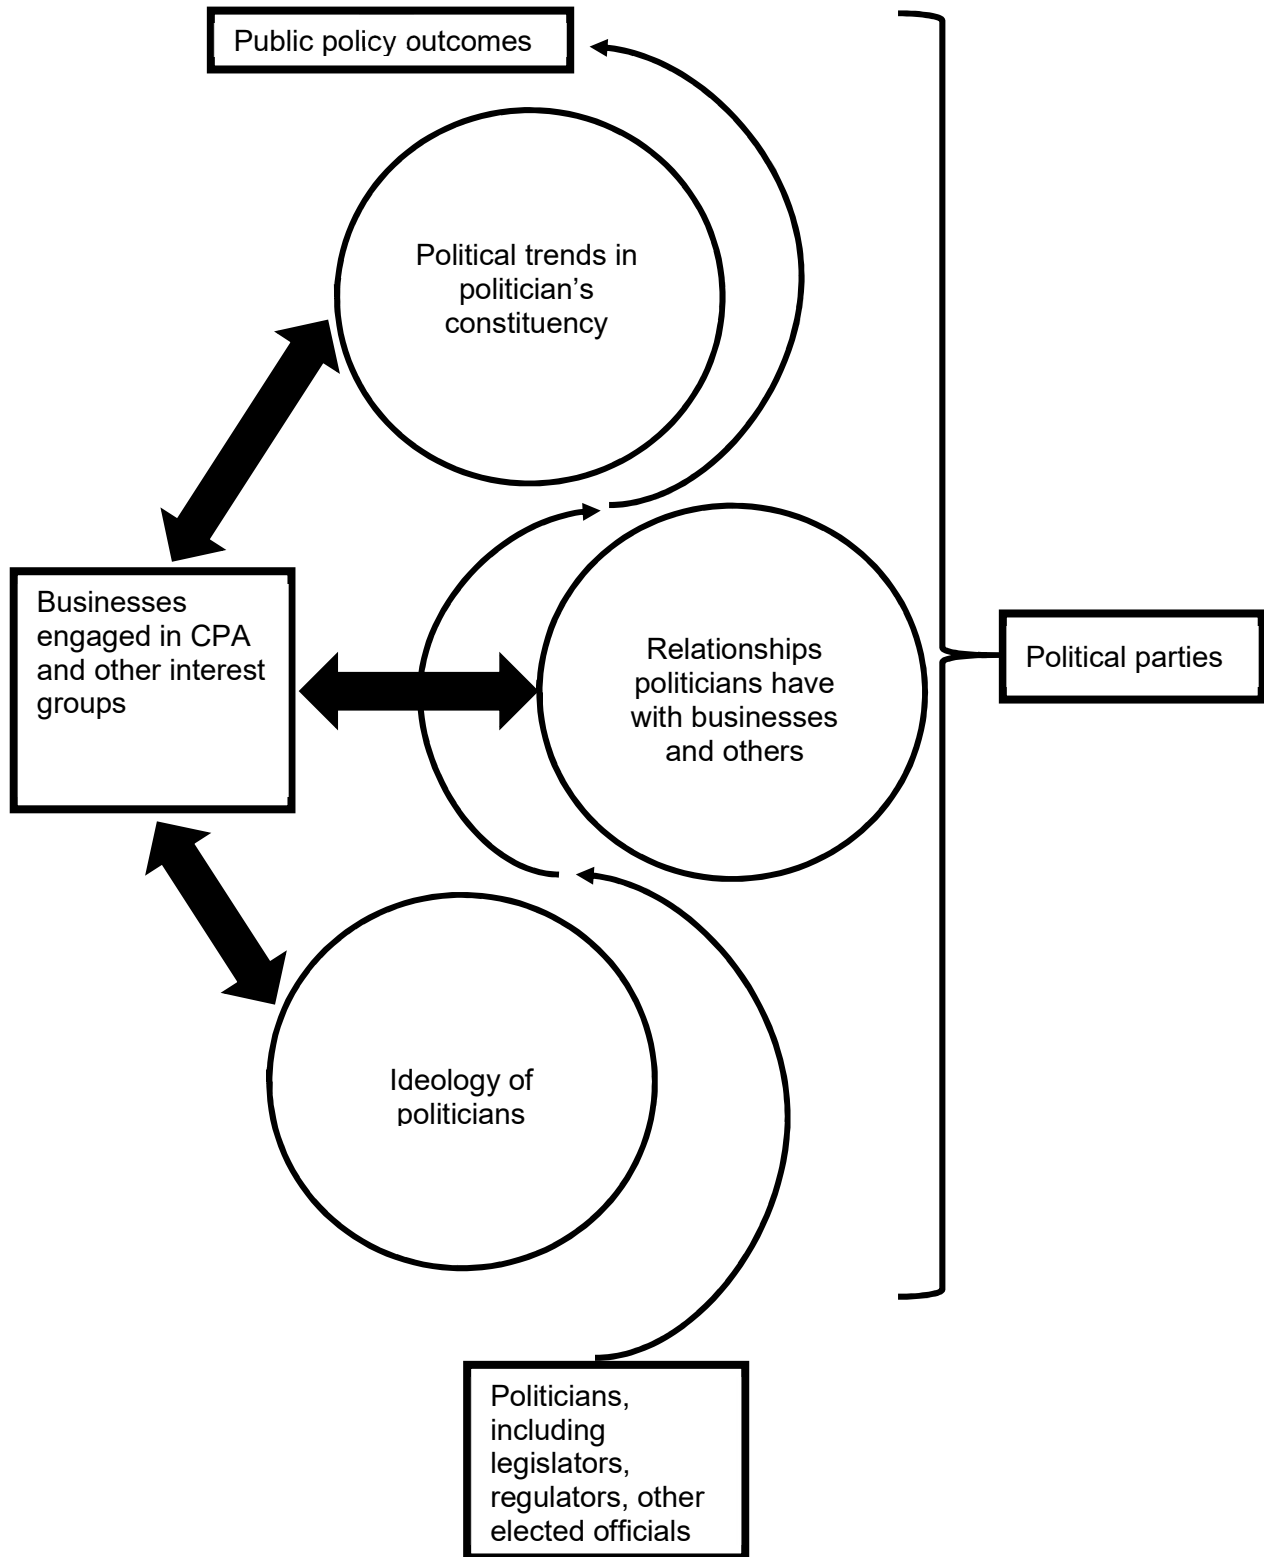 Public policy outcomes
Political trends in
politician’s
constituency
Businesses
engaged in CPA
and other interest
groups
Relationships
politicians have
with businesses
and others
Political parties
Ideology of
politicians
Politicians,
including
legislators,
regulators, other
elected officials